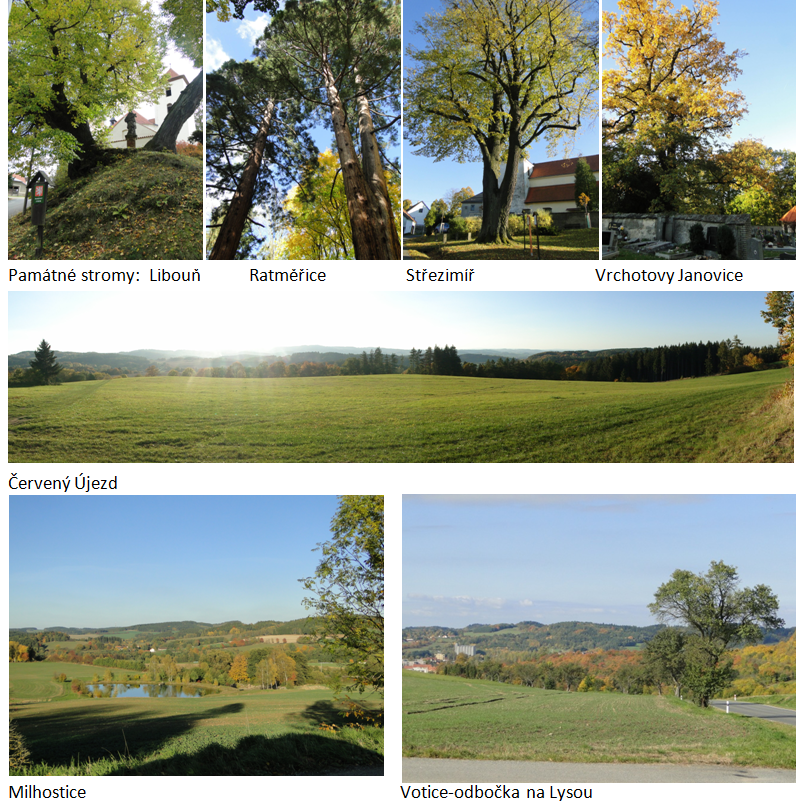 Památné stromy: Libouň Ratměřice Střezimíř Vrchotovy Janovice
Červený Újezd
Milhostice Votice-odbočka na Lysou